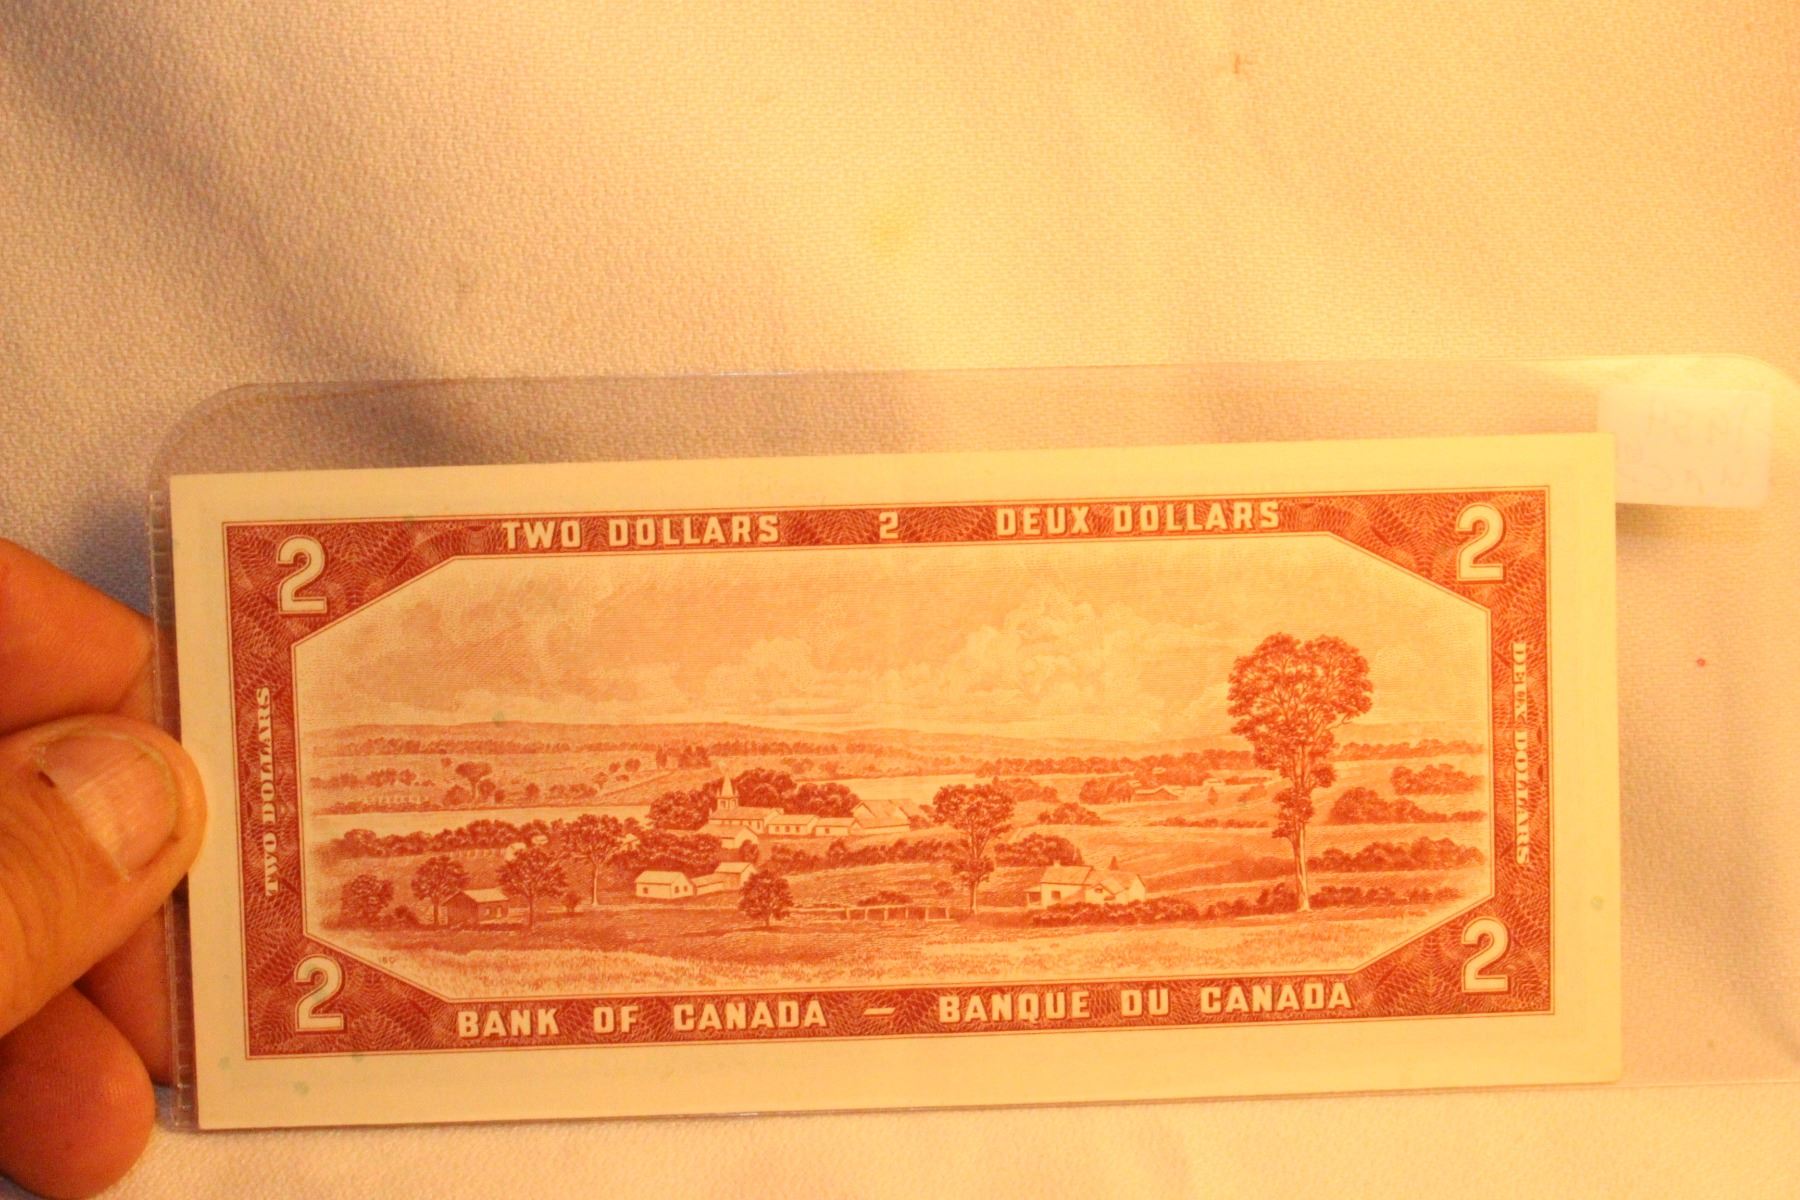 TWO DOLLARS 2 DEUX DOLLARS
2 2
TWO DOLLARS
DEUX DOLLARS
2 2
BANK OF CANADA — BANQUE DU CANADA